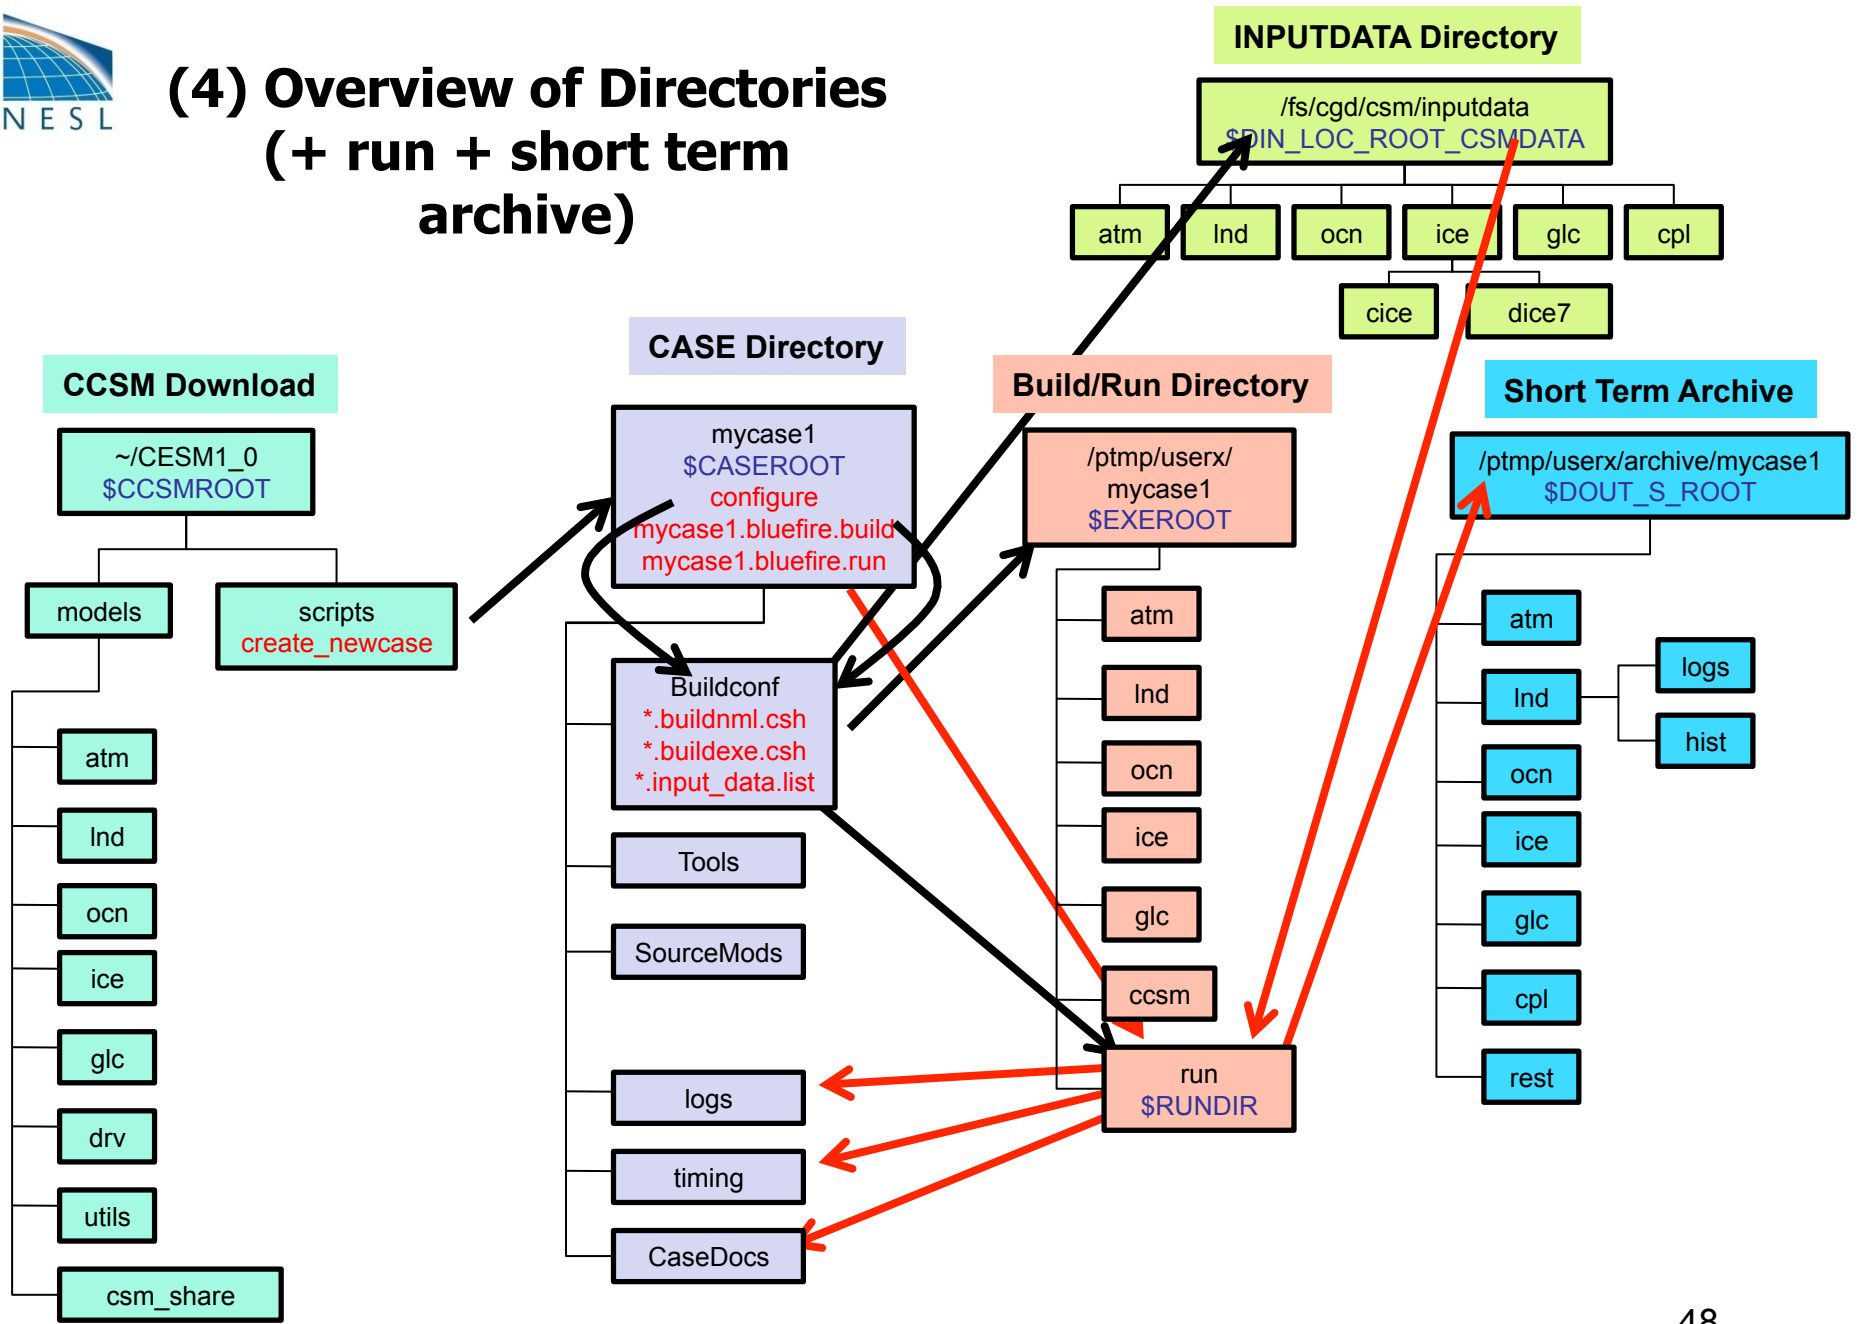 NESL
(4) Overview of Directories
(+ run + short term
archive)
INPUTDATA Directory
/fs/cgd/csm/inputdata
$DIN_LOC_ROOT_CSMDATA
atm
lnd
ocn
ice
glc
cpl
cice
dice7
CCSM Download
~/CESM1_0
$CCSMROOT
models
scripts
create_newcase
atm
lnd
ocn
ice
glc
drv
utils
csm_share
CASE Directory
mycase1
$CASEROOT
configure
mycase1.bluefire.build
mycase1.bluefire.run
Buildconf
*.buildnml.csh
*.buildexe.csh
*.input_data.list
Tools
SourceMods
logs
timing
CaseDocs
Build/Run Directory
/ptmp/userx/
mycase1
$EXEROOT
atm
lnd
ocn
ice
glc
ccsm
run
$RUNDIR
Short Term Archive
/ptmp/userx/archive/mycase1
$DOUT_S_ROOT
atm
lnd
logs
hist
ocn
ice
glc
cpl
rest
48